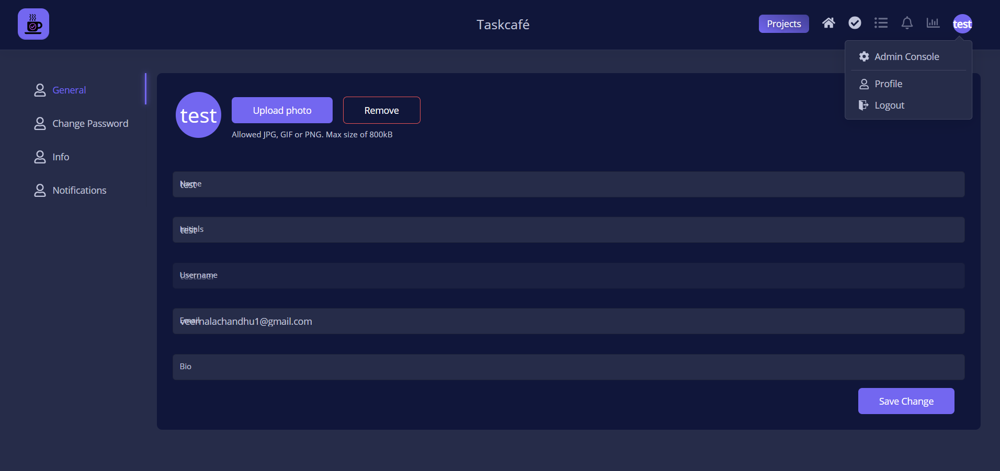 Taskcafé
Projects
test
Admin Console
Profile
Logout
General
Change Password
Info
Notifications
test
Upload photo
Remove
Allowed JPG, GIF or PNG. Max size of 800kB
Name
test
Initials
test
Username
testuser
Email
veernalachandhu1@gmail.com
Bio
Save Change